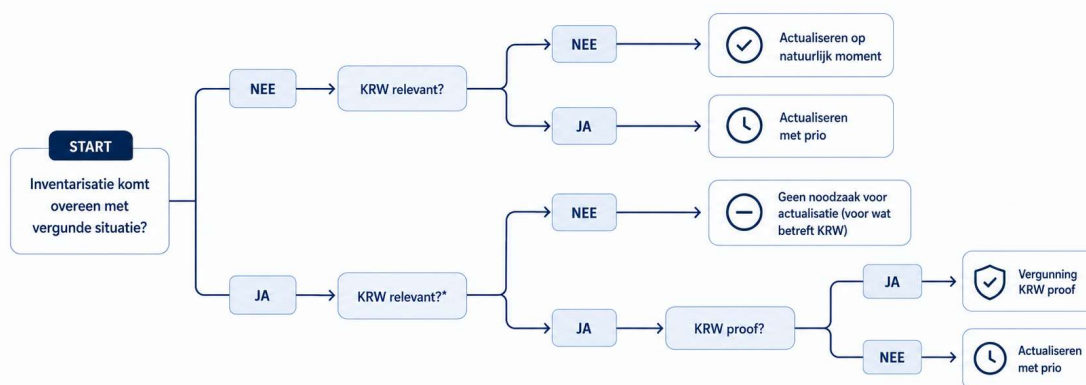 START
Inventarisatie komt
overeen met
vergunde situatie?
NEE
KRW relevant?
NEE
Actualiseren op
natuurlijk moment
JA
Actualiseren
met prio
JA
KRW relevant?*
NEE
Geen noodzaak voor
actualisatie (voor wat
betreft KRW)
JA
KRW proof?
JA
Vergunning
KRW proof
NEE
Actualiseren
met prio